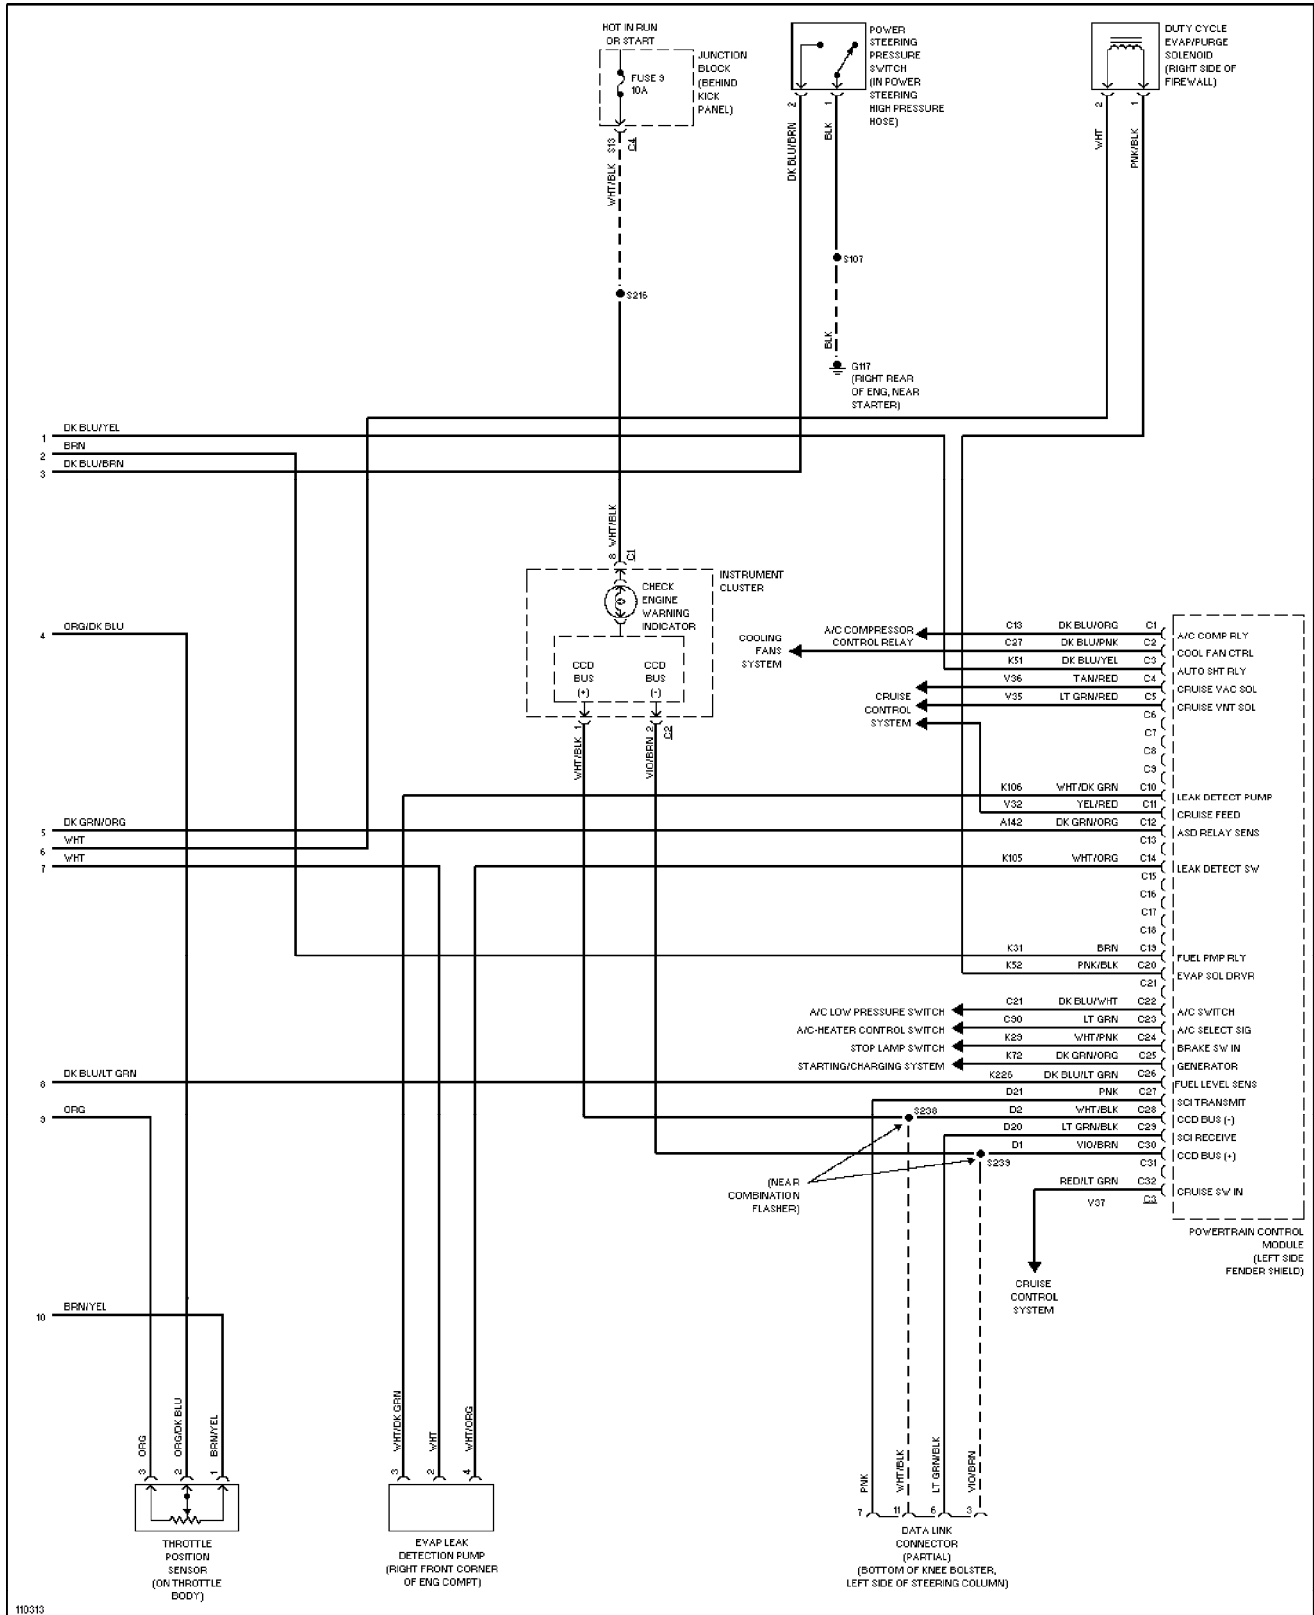 HOT IN RUN
OR START
JUNCTION
BLOCK
(BEHIND
KICK
PANEL)
FUSE 9
10A
S13
C4
WHT/BLK
S216
WHT/BLK
8
C1
POWER
STEERING
PRESSURE
SWITCH
(IN POWER
STEERING
HIGH PRESSURE
HOSE)
2
1
DK BLU/BRN
BLK
S107
BLK
G117
(RIGHT REAR
OF ENG, NEAR
STARTER)
DUTY CYCLE
EVAP/PURGE
SOLENOID
(RIGHT SIDE OF
FIREWALL)
2
1
WHT
PNK/BLK
1 DK BLU/YEL
2 BRN
3 DK BLU/BRN
4 ORG/DK BLU
5 DK GRN/ORG
6 WHT
7 WHT
8 DK BLU/LT GRN
9 ORG
10 BRN/YEL
INSTRUMENT
CLUSTER
CHECK
ENGINE
WARNING
INDICATOR
CCD
BUS
(+)
CCD
BUS
(-)
1
2
C2
WHT/BLK
VIO/BRN
A/C COMPRESSOR
CONTROL RELAY
COOLING
FANS
SYSTEM
CRUISE
CONTROL
SYSTEM
C13 DK BLU/ORG C1 A/C COMP RLY
C27 DK BLU/PNK C2 COOL FAN CTRL
K51 DK BLU/YEL C3 AUTO SHT RLY
V36 TAN/RED C4 CRUISE VAC SOL
V35 LT GRN/RED C5 CRUISE VNT SOL
C6
C7
C8
C9
K106 WHT/DK GRN C10 LEAK DETECT PUMP
V32 YEL/RED C11 CRUISE FEED
A142 DK GRN/ORG C12 ASD RELAY SENS
C13
K105 WHT/ORG C14 LEAK DETECT SW
C15
C16
C17
C18
K31 BRN C19 FUEL PMP RLY
K52 PNK/BLK C20 EVAP SOL DRVR
C21
A/C LOW PRESSURE SWITCH C21 DK BLU/WHT C22 A/C SWITCH
A/C-HEATER CONTROL SWITCH C90 LT GRN C23 A/C SELECT SIG
STOP LAMP SWITCH K29 WHT/PNK C24 BRAKE SW IN
STARTING/CHARGING SYSTEM K72 DK GRN/ORG C25 GENERATOR
K226 DK BLU/LT GRN C26 FUEL LEVEL SENS
D21 PNK C27 SCI TRANSMIT
S238 D2 WHT/BLK C28 CCD BUS (-)
D20 LT GRN/BLK C29 SCI RECEIVE
D1 VIO/BRN C30 CCD BUS (+)
S239
C31
RED/LT GRN C32 CRUISE SW IN
V37 C3
(NEAR
COMBINATION
FLASHER)
POWERTRAIN CONTROL
MODULE
(LEFT SIDE
FENDER SHIELD)
CRUISE
CONTROL
SYSTEM
ORG
ORG/DK BLU
BRN/YEL
3
2
1
THROTTLE
POSITION
SENSOR
(ON THROTTLE
BODY)
WHT/DK GRN
WHT
WHT/ORG
3
2
4
EVAP LEAK
DETECTION PUMP
(RIGHT FRONT CORNER
OF ENG COMPT)
PNK
WHT/BLK
LT GRN/BLK
VIO/BRN
7
11
6
3
DATA LINK
CONNECTOR
(PARTIAL)
(BOTTOM OF KNEE BOLSTER,
LEFT SIDE OF STEERING COLUMN)
110313